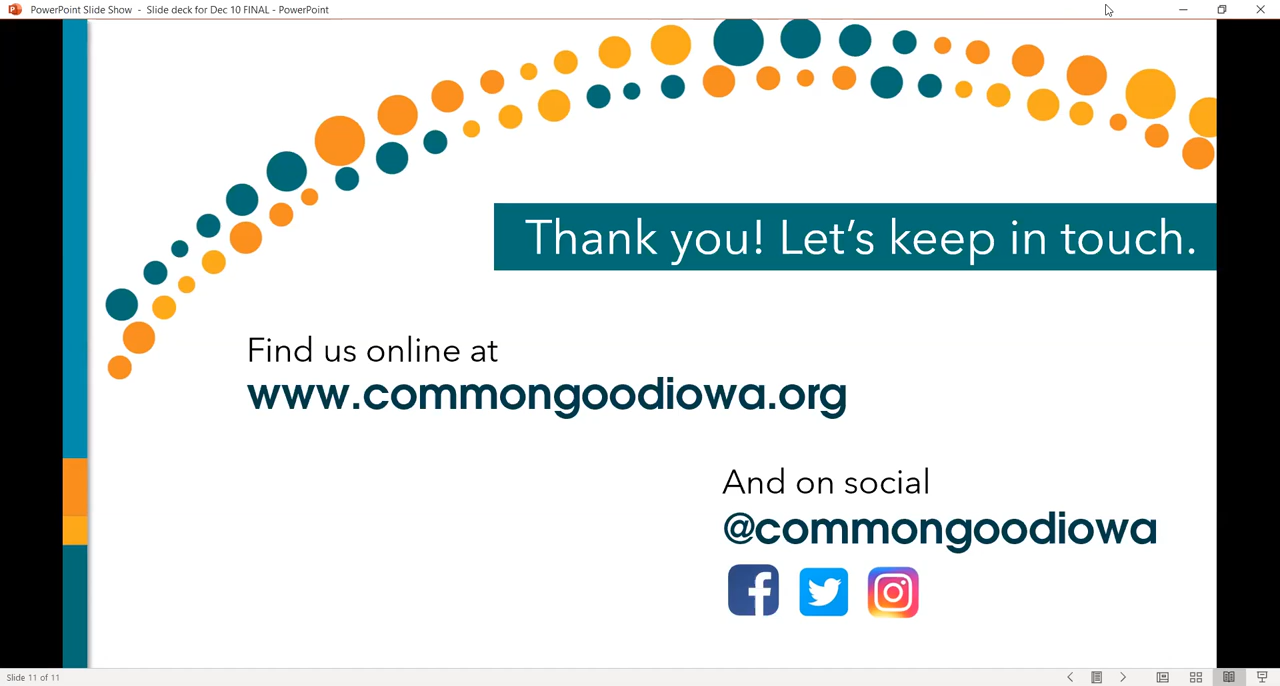 PowerPoint Slide Show - Slide deck for Dec 10 FINAL - PowerPoint
Thank you! Let's keep in touch.
Find us online at
www.commongoodiowa.org
And on social
@commongoodiowa
Slide 11 of 11